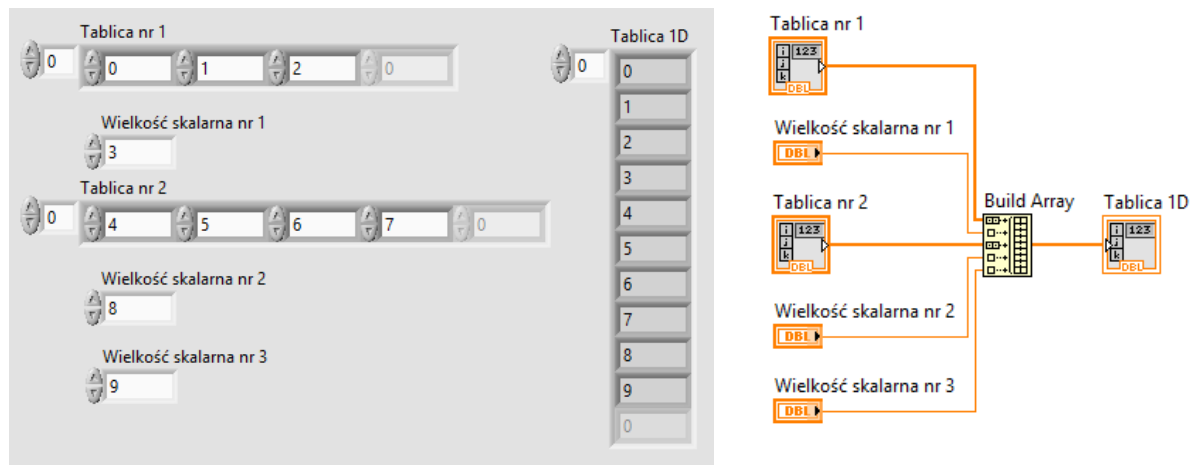 Tablica nr 1
0
0
1
2
0
Wielkość skalarna nr 1
3
Tablica nr 2
0
4
5
6
7
0
Wielkość skalarna nr 2
8
Wielkość skalarna nr 3
9
Tablica 1D
0
0
1
2
3
4
5
6
7
8
9
0
Tablica nr 1
i 123
j
k
DBL
Wielkość skalarna nr 1
DBL
Tablica nr 2
i 123
j
k
DBL
Build Array
Tablica 1D
i 123
j
k
DBL
Wielkość skalarna nr 2
DBL
Wielkość skalarna nr 3
DBL